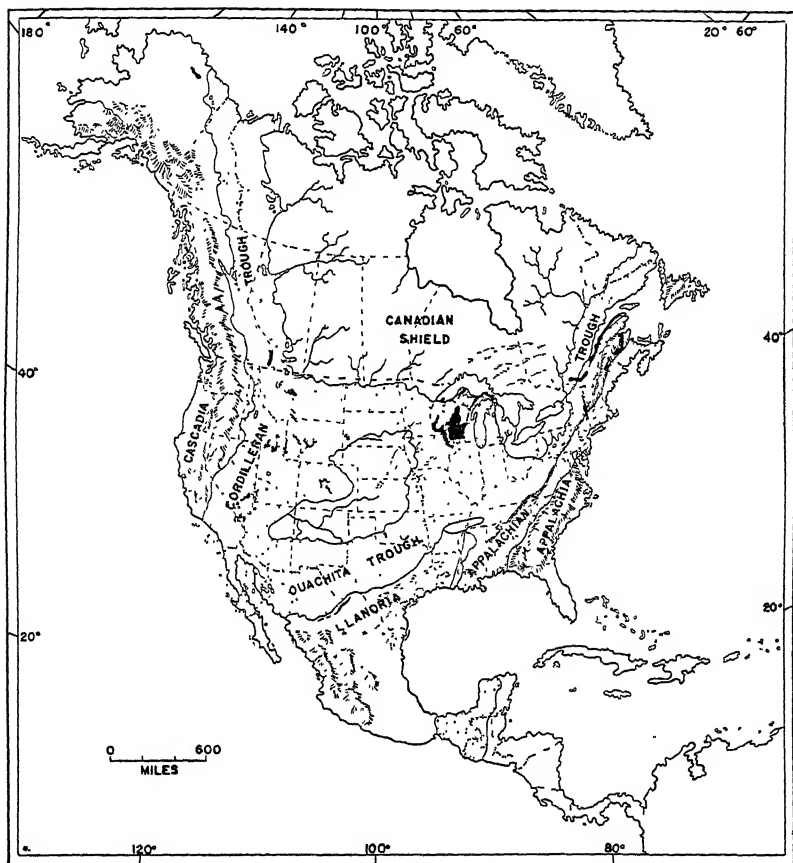 180°
140°
100°
60°
20° 60°
TROUGH
CANADIAN
SHIELD
TROUGH
40°
40°
CASCADIA
CORDILLERAN
APPALACHIAN
APPALACHIA
OUACHITA TROUGH
LLANORIA
20°
20°
0 600
MILES
120°
100°
80°